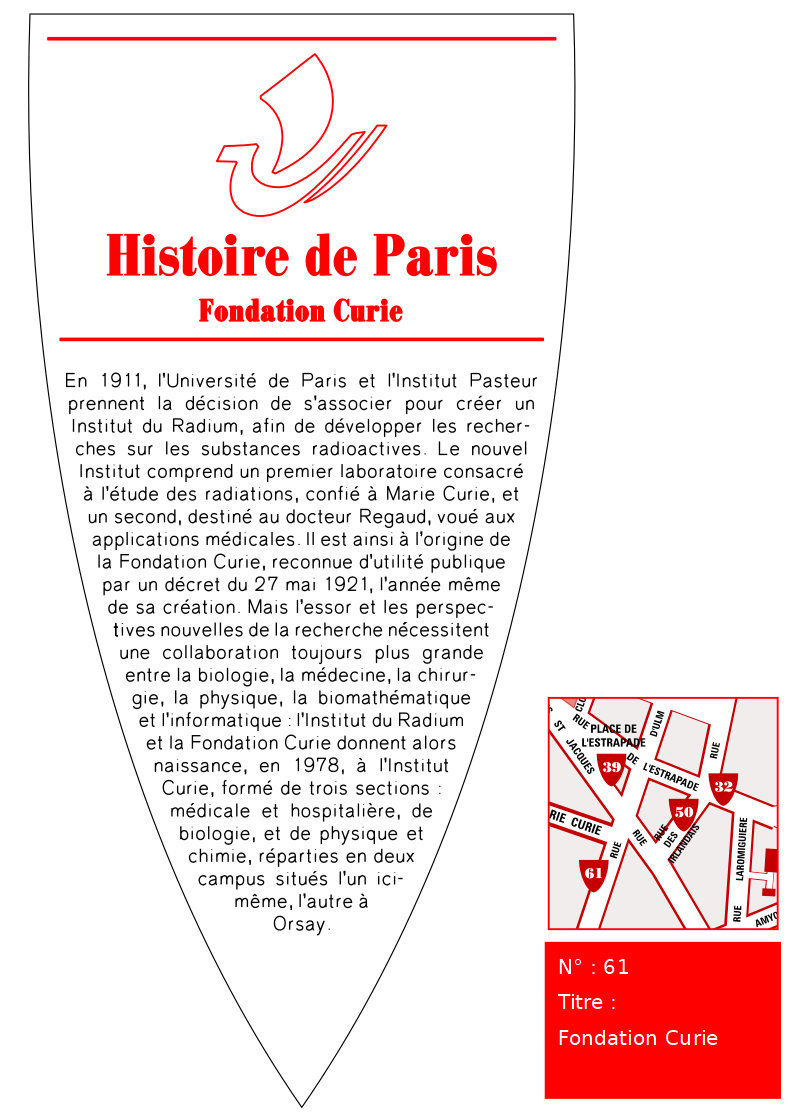 Histoire de Paris
Fondation Curie
En 1911, l'Université de Paris et l'Institut Pasteur
prennent la décision de s'associer pour créer un
Institut du Radium, afin de développer les recher-
ches sur les substances radioactives. Le nouvel
Institut comprend un premier laboratoire consacré
à l'étude des radiations, confié à Marie Curie, et
un second, destiné au docteur Regaud, voué aux
applications médicales. Il est ainsi à l'origine de
la Fondation Curie, reconnue d'utilité publique
par un décret du 27 mai 1921, l'année même
de sa création. Mais l'essor et les perspec-
tives nouvelles de la recherche nécessitent
une collaboration toujours plus grande
entre la biologie, la médecine, la chirur-
gie, la physique, la biomathématique
et l'informatique : l'Institut du Radium
et la Fondation Curie donnent alors
naissance, en 1978, à l'Institut
Curie, formé de trois sections :
médicale et hospitalière, de
biologie, et de physique et
chimie, réparties en deux
campus situés l'un ici-
même, l'autre à
Orsay.
CLO
RUE
D'ULM
PLACE DE
L'ESTRAPADE
ST JACQUES
RUE
DE L'ESTRAPADE
39
32
50
RIE CURIE
RUE
RUE
DES
IRLANDAIS
RUE
61
RUE LAROMIGUIERE
AMYO
N° : 61
Titre :
Fondation Curie